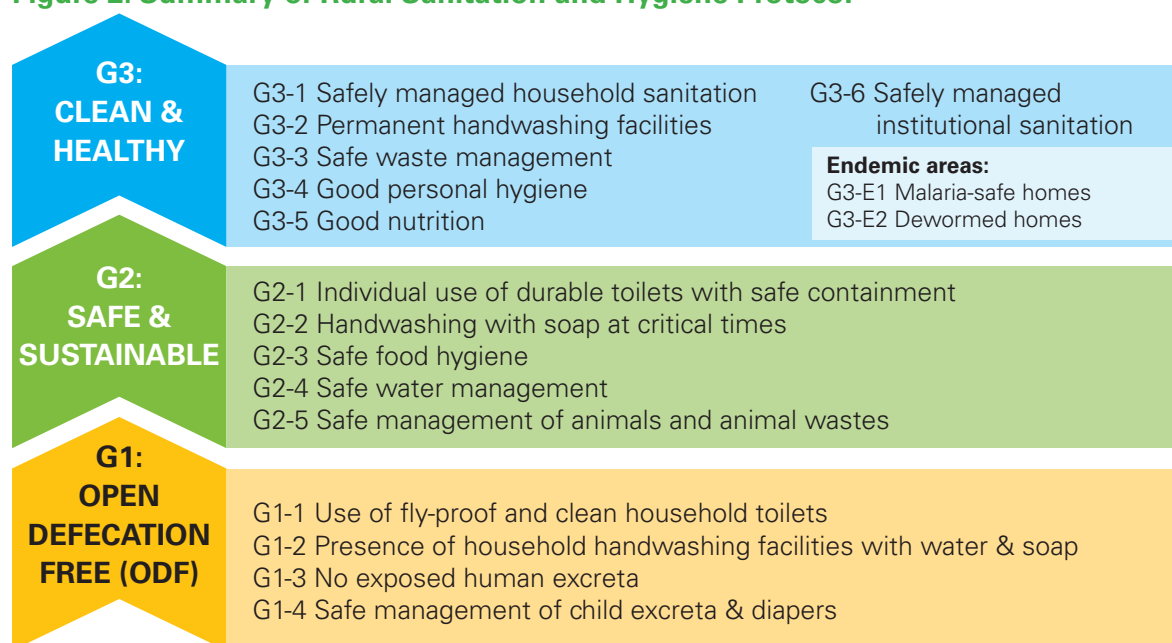 G3:
CLEAN &
HEALTHY
G3-1 Safely managed household sanitation
G3-2 Permanent handwashing facilities
G3-3 Safe waste management
G3-4 Good personal hygiene
G3-5 Good nutrition
G3-6 Safely managed
institutional sanitation
Endemic areas:
G3-E1 Malaria-safe homes
G3-E2 Dewormed homes
G2:
SAFE &
SUSTAINABLE
G2-1 Individual use of durable toilets with safe containment
G2-2 Handwashing with soap at critical times
G2-3 Safe food hygiene
G2-4 Safe water management
G2-5 Safe management of animals and animal wastes
G1:
OPEN
DEFECATION
FREE (ODF)
G1-1 Use of fly-proof and clean household toilets
G1-2 Presence of household handwashing facilities with water & soap
G1-3 No exposed human excreta
G1-4 Safe management of child excreta & diapers